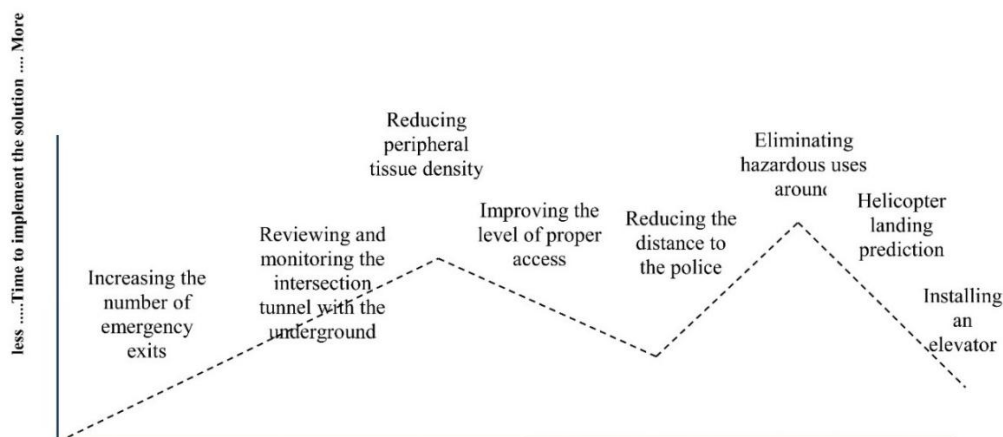 less .....Time to implement the solution .... More
Increasing the
number of
emergency
exits
Reviewing and
monitoring the
intersection
tunnel with the
underground
Reducing
peripheral
tissue density
Improving the
level of proper
access
Reducing the
distance to
the police
Eliminating
hazardous uses
around
Helicopter
landing
prediction
Installing
an
elevator